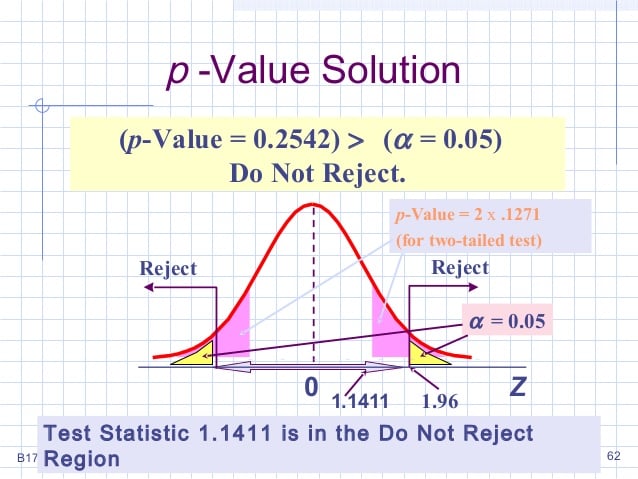 p -Value Solution
(p-Value = 0.2542) > (α = 0.05)
Do Not Reject.
p-Value = 2 x .1271
(for two-tailed test)
Reject
Reject
α = 0.05
0
1.1411
1.96
Z
Test Statistic 1.1411 is in the Do Not Reject
Region
B17
62